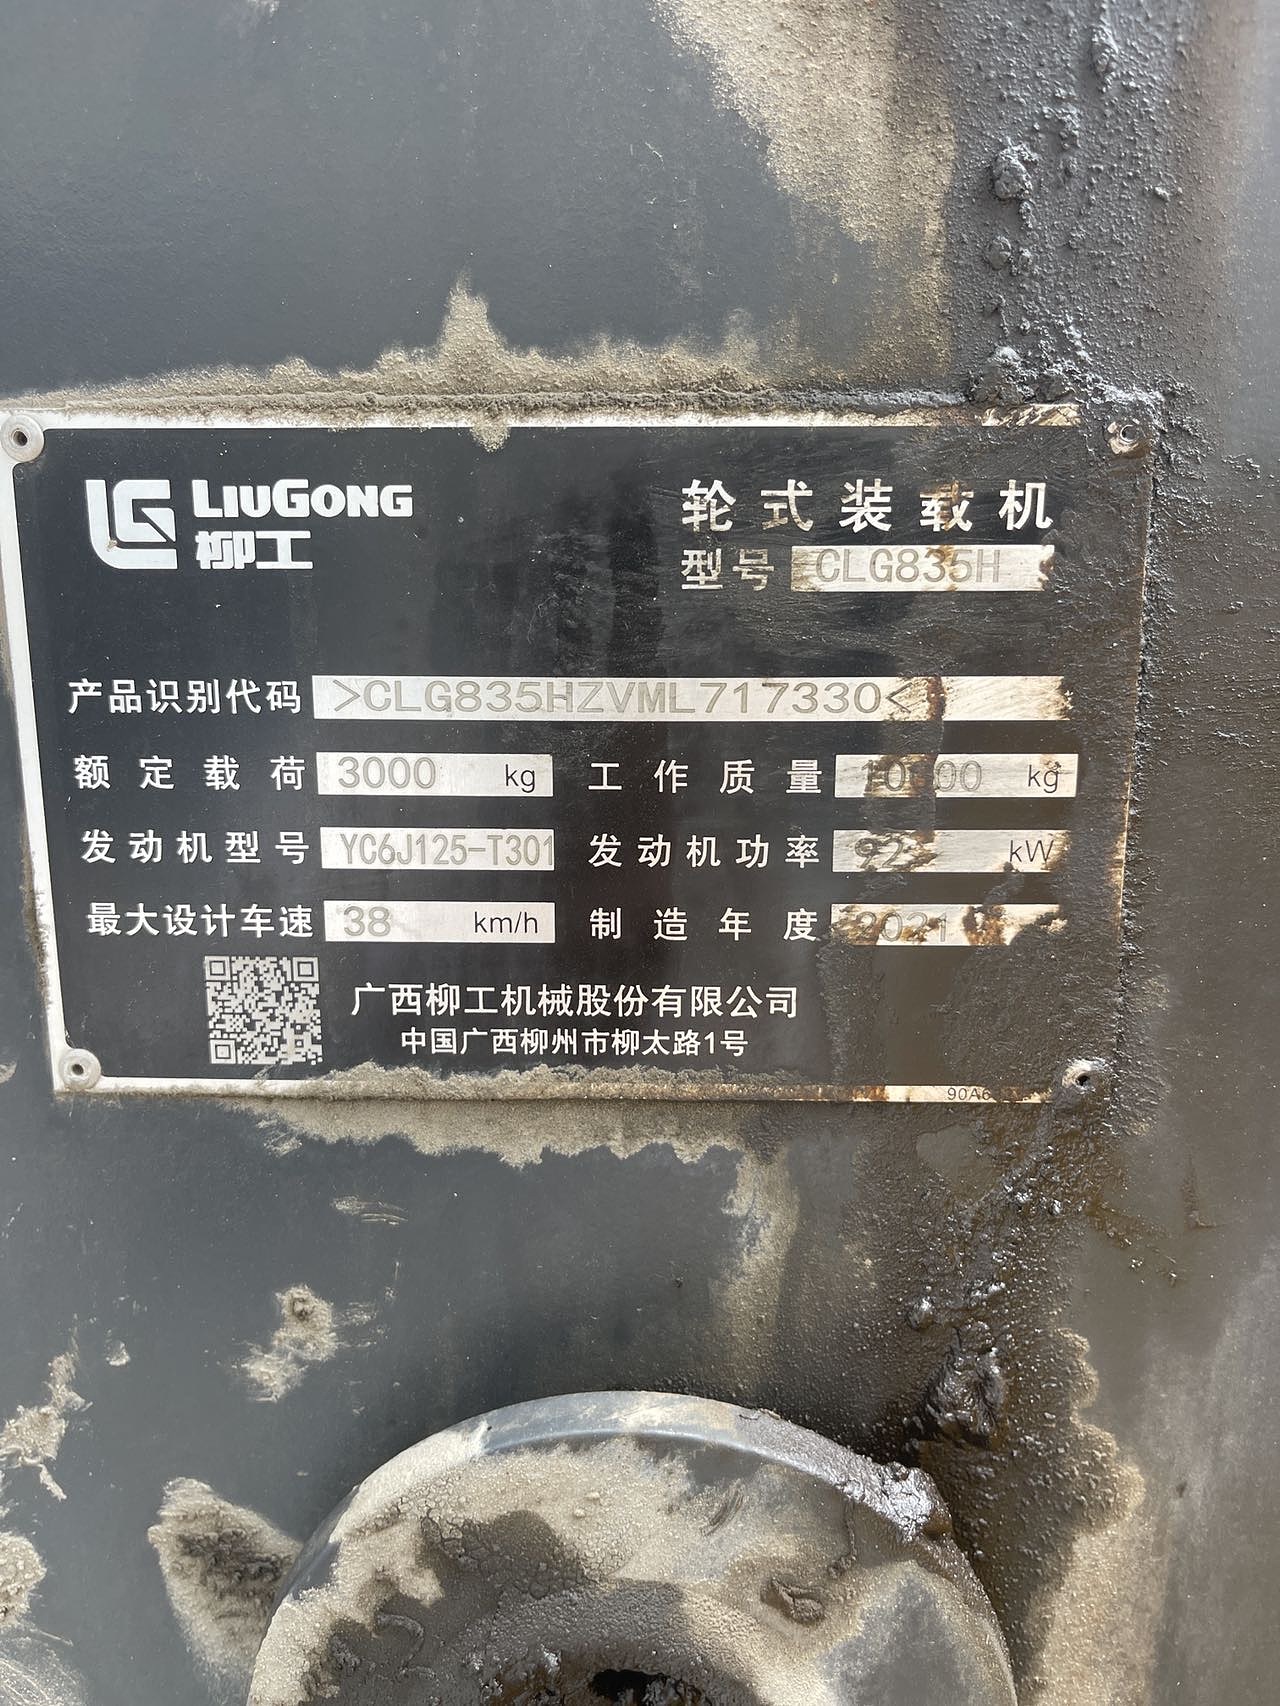 LIUGONG
柳工
轮式装载机
型号 CLG835H
产品识别代码 >CLG835HZVML717330<
额定载荷 3000 kg 工作质量 kg
发动机型号 YC6J125-T301 发动机功率 92 kW
最大设计车速 38 km/h 制造年度 2021
广西柳工机械股份有限公司
中国广西柳州市柳太路1号